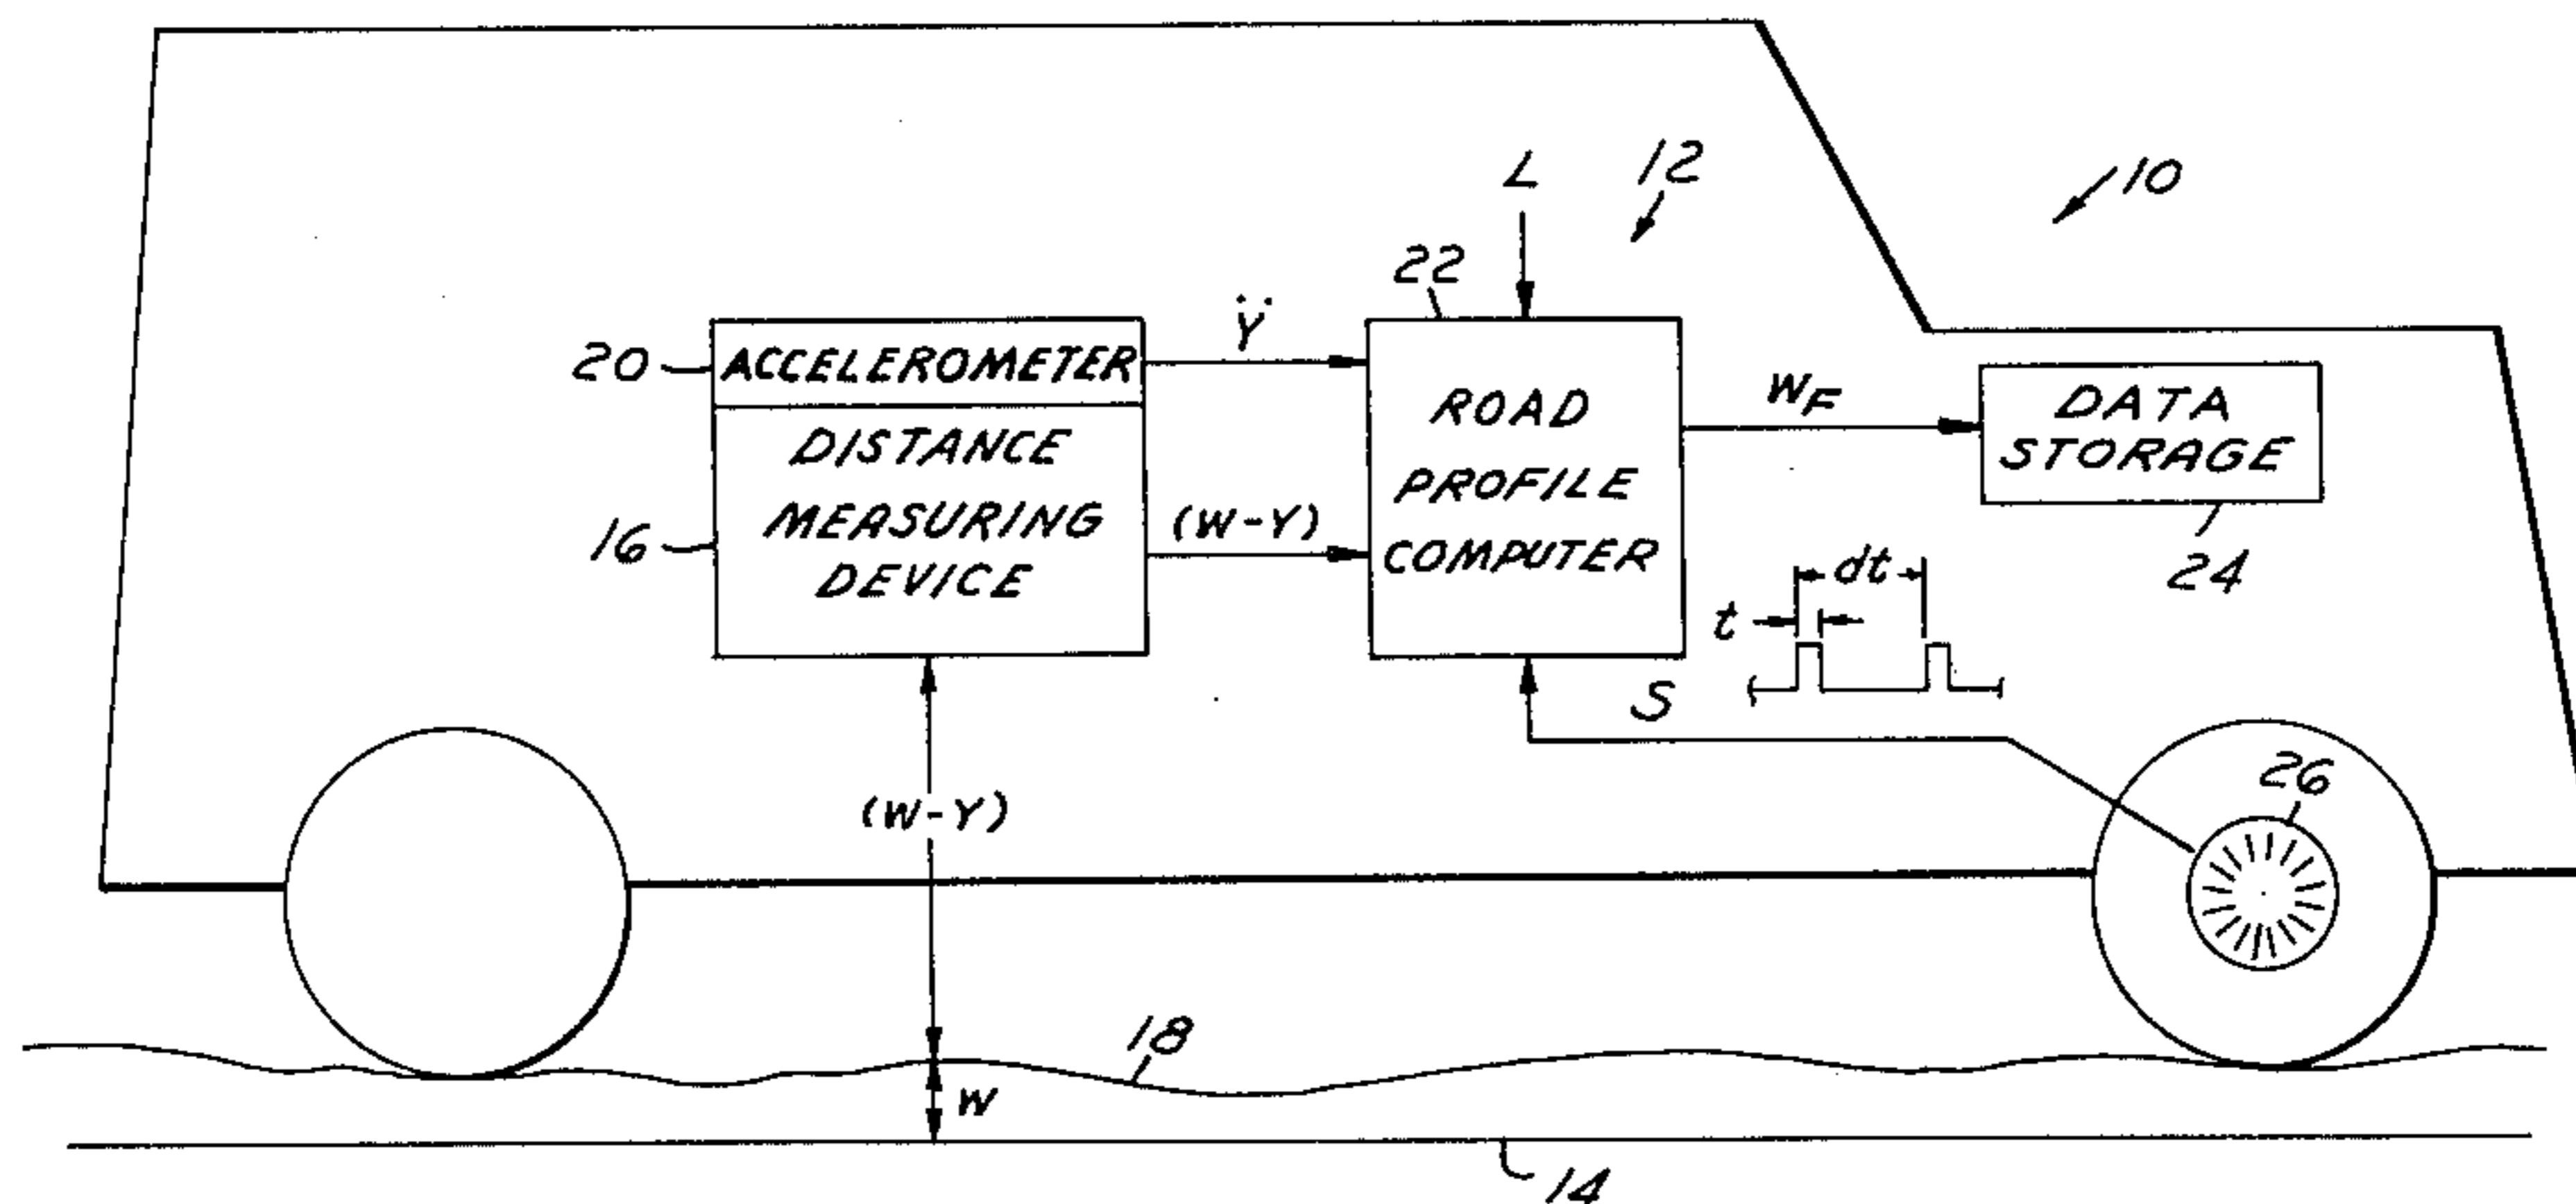 10
12
L
22
20
ACCELEROMETER
Ÿ
ROAD
PROFILE
COMPUTER
W_F
DATA
STORAGE
24
16
DISTANCE
MEASURING
DEVICE
(W-Y)
dt
t
S
(W-Y)
26
18
W
14